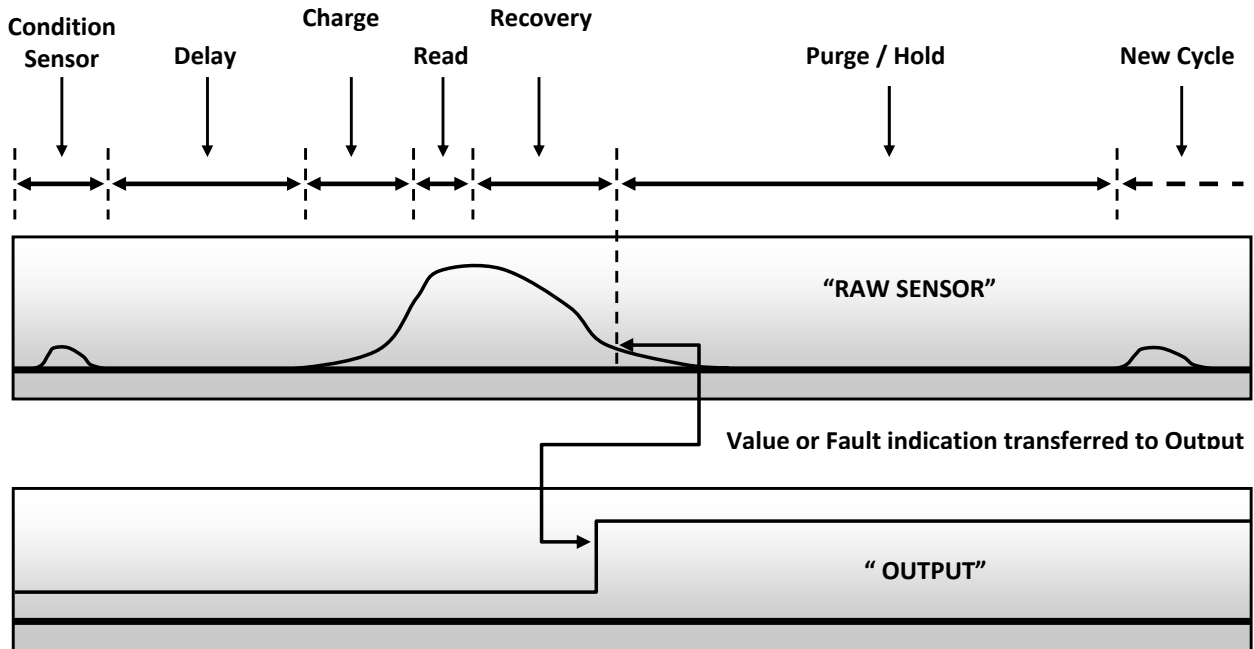 Condition
Sensor
Delay
Charge
Read
Recovery
Purge / Hold
New Cycle
“RAW SENSOR”
Value or Fault indication transferred to Output
“ OUTPUT”